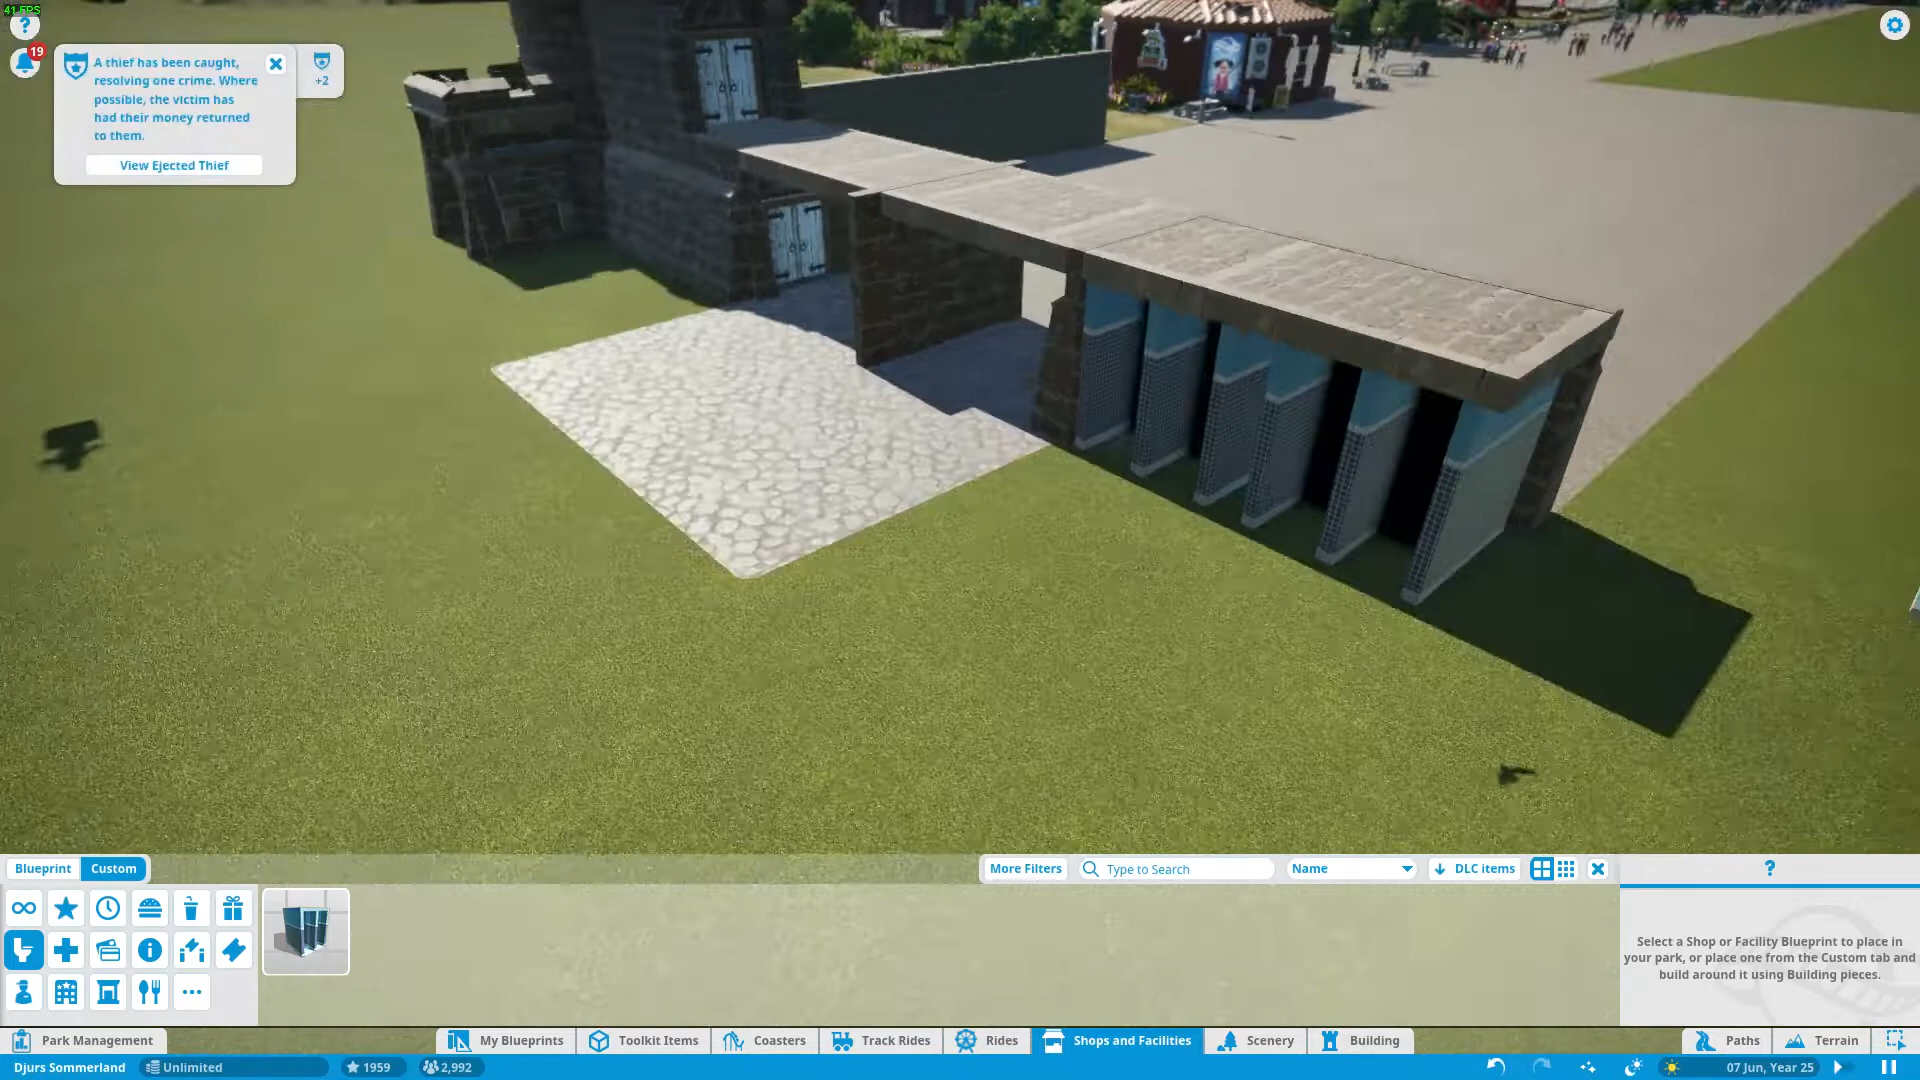 41 FPS
?
19
A thief has been caught,
resolving one crime. Where
possible, the victim has
had their money returned
to them.
View Ejected Thief
+2
Blueprint
Custom
More Filters
Type to Search
Name
DLC items
?
Select a Shop or Facility Blueprint to place in
your park, or place one from the Custom tab and
build around it using Building pieces.
Park Management
My Blueprints
Toolkit Items
Coasters
Track Rides
Rides
Shops and Facilities
Scenery
Building
Paths
Terrain
Djurs Sommerland
Unlimited
1959
2,992
07 Jun, Year 25